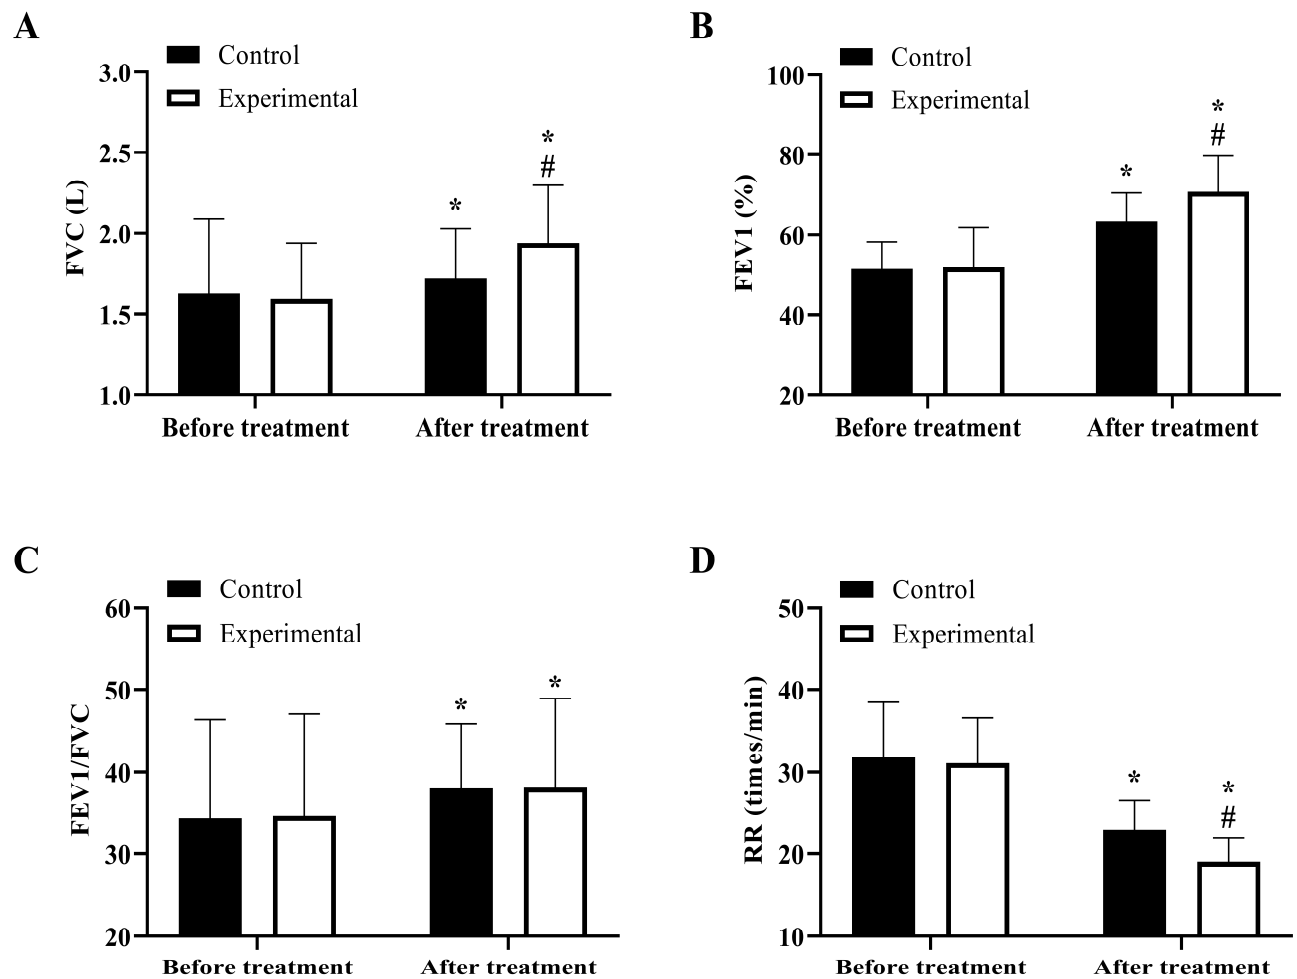 A
Control
Experimental
FVC (L)
3.0
2.5
2.0
1.5
1.0
*
*
#
Before treatment
After treatment
B
Control
Experimental
FEV1 (%)
100
80
60
40
20
*
*
#
Before treatment
After treatment
C
Control
Experimental
FEV1/FVC
60
50
40
30
20
*
*
Before treatment
After treatment
D
Control
Experimental
RR (times/min)
50
40
30
20
10
*
*
#
Before treatment
After treatment